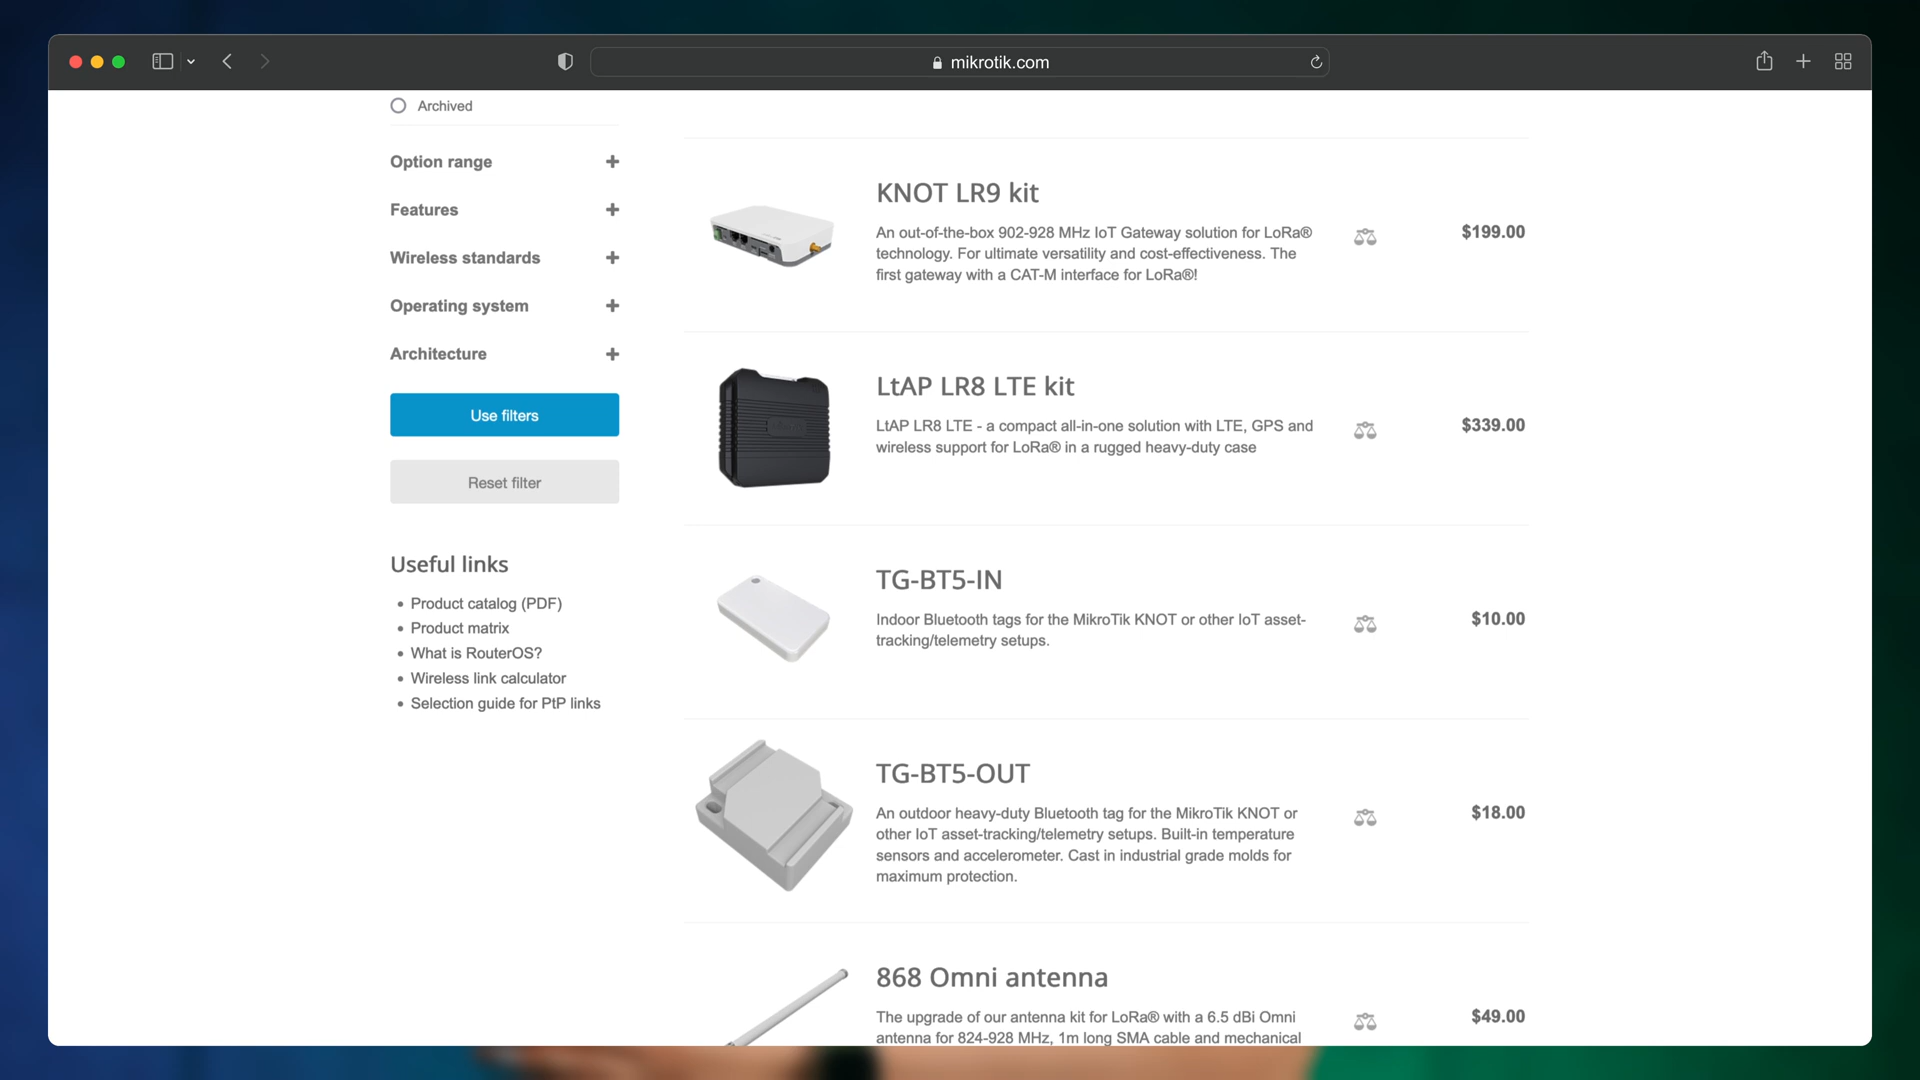 mikrotik.com
Archived
Option range
Features
Wireless standards
Operating system
Architecture
Use filters
Reset filter
Useful links
Product catalog (PDF)
Product matrix
What is RouterOS?
Wireless link calculator
Selection guide for PtP links
KNOT LR9 kit
An out-of-the-box 902-928 MHz IoT Gateway solution for LoRa®
technology. For ultimate versatility and cost-effectiveness. The
first gateway with a CAT-M interface for LoRa®!
$199.00
LtAP LR8 LTE kit
LtAP LR8 LTE - a compact all-in-one solution with LTE, GPS and
wireless support for LoRa® in a rugged heavy-duty case
$339.00
TG-BT5-IN
Indoor Bluetooth tags for the MikroTik KNOT or other IoT asset-
tracking/telemetry setups.
$10.00
TG-BT5-OUT
An outdoor heavy-duty Bluetooth tag for the MikroTik KNOT or
other IoT asset-tracking/telemetry setups. Built-in temperature
sensors and accelerometer. Cast in industrial grade molds for
maximum protection.
$18.00
868 Omni antenna
The upgrade of our antenna kit for LoRa® with a 6.5 dBi Omni
antenna for 824-928 MHz, 1m long SMA cable and mechanical
$49.00